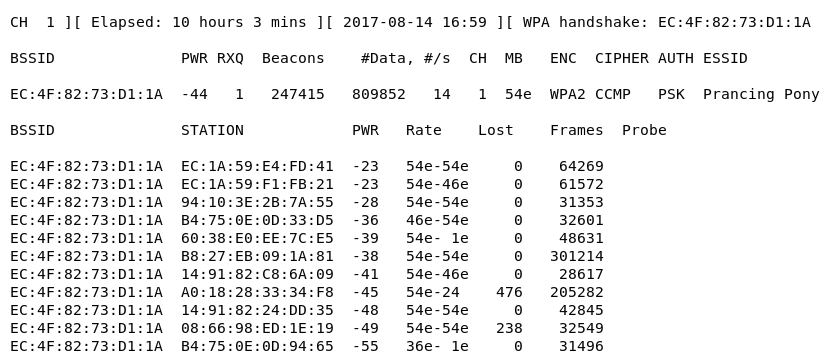 CH 1 ][ Elapsed: 10 hours 3 mins ][ 2017-08-14 16:59 ][ WPA handshake: EC:4F:82:73:D1:1A
BSSID PWR RXQ Beacons #Data, #/s CH MB ENC CIPHER AUTH ESSID
EC:4F:82:73:D1:1A -44 1 247415 809852 14 1 54e WPA2 CCMP PSK Prancing Pony
BSSID STATION PWR Rate Lost Frames Probe
EC:4F:82:73:D1:1A EC:1A:59:E4:FD:41 -23 54e-54e 0 64269
EC:4F:82:73:D1:1A EC:1A:59:F1:FB:21 -23 54e-46e 0 61572
EC:4F:82:73:D1:1A 94:10:3E:2B:7A:55 -28 54e-54e 0 31353
EC:4F:82:73:D1:1A B4:75:0E:0D:33:D5 -36 46e-54e 0 32601
EC:4F:82:73:D1:1A 60:38:E0:EE:7C:E5 -39 54e- 1e 0 48631
EC:4F:82:73:D1:1A B8:27:EB:09:1A:81 -38 54e-54e 0 301214
EC:4F:82:73:D1:1A 14:91:82:C8:6A:09 -41 54e-46e 0 28617
EC:4F:82:73:D1:1A A0:18:28:33:34:F8 -45 54e-24 476 205282
EC:4F:82:73:D1:1A 14:91:82:24:DD:35 -48 54e-54e 0 42845
EC:4F:82:73:D1:1A 08:66:98:ED:1E:19 -49 54e-54e 238 32549
EC:4F:82:73:D1:1A B4:75:0E:0D:94:65 -55 36e- 1e 0 31496